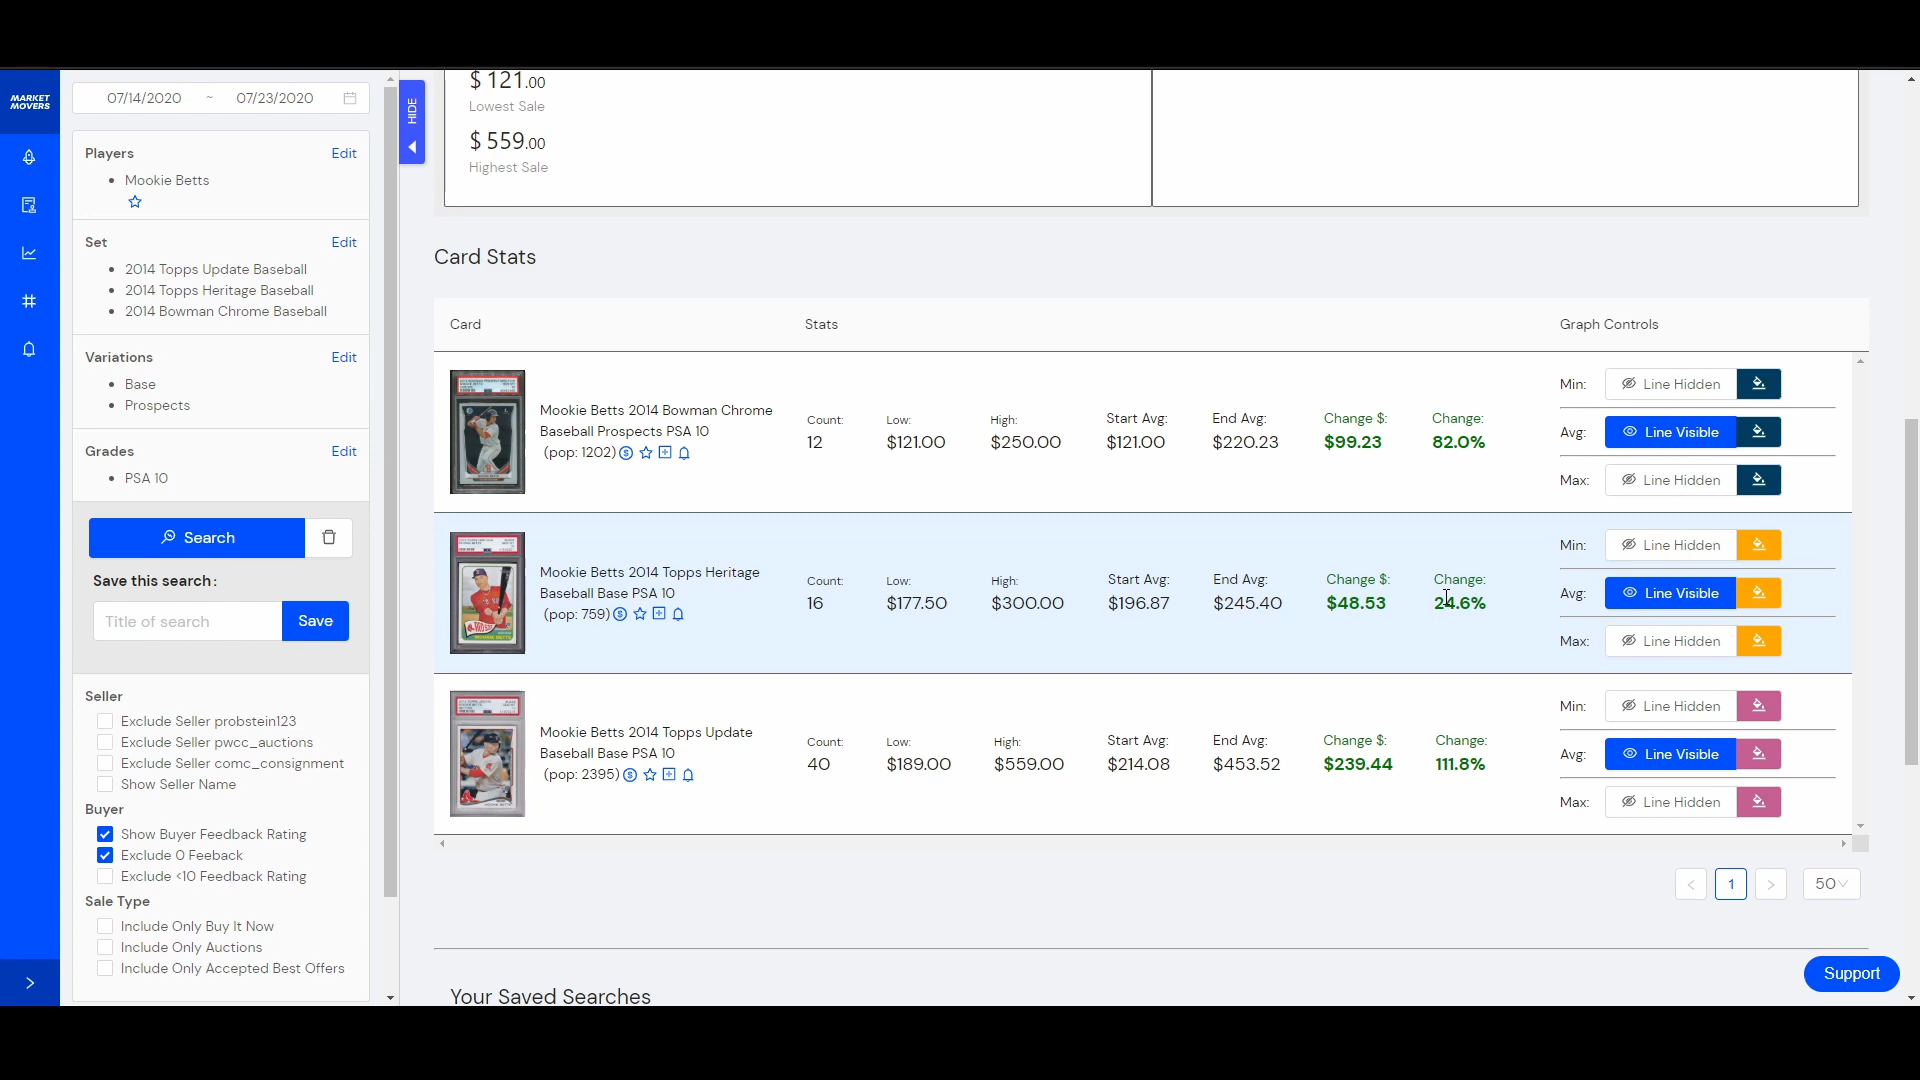 MARKET
MOVERS
07/14/2020 ~ 07/23/2020
Players Edit
Mookie Betts
Set Edit
2014 Topps Update Baseball
2014 Topps Heritage Baseball
2014 Bowman Chrome Baseball
Variations Edit
Base
Prospects
Grades Edit
PSA 10
Search
Save this search:
Title of search Save
Seller
Exclude Seller probstein123
Exclude Seller pwcc_auctions
Exclude Seller comc_consignment
Show Seller Name
Buyer
Show Buyer Feedback Rating
Exclude 0 Feeback
Exclude <10 Feedback Rating
Sale Type
Include Only Buy It Now
Include Only Auctions
Include Only Accepted Best Offers
HIDE
$ 121.00
Lowest Sale
$ 559.00
Highest Sale
Card Stats
Card Stats Graph Controls
Mookie Betts 2014 Bowman Chrome
Baseball Prospects PSA 10
(pop: 1202)
Count: Low: High: Start Avg: End Avg: Change $: Change:
12 $121.00 $250.00 $121.00 $220.23 $99.23 82.0%
Min: Line Hidden
Avg: Line Visible
Max: Line Hidden
Mookie Betts 2014 Topps Heritage
Baseball Base PSA 10
(pop: 759)
Count: Low: High: Start Avg: End Avg: Change $: Change:
16 $177.50 $300.00 $196.87 $245.40 $48.53 24.6%
Min: Line Hidden
Avg: Line Visible
Max: Line Hidden
Mookie Betts 2014 Topps Update
Baseball Base PSA 10
(pop: 2395)
Count: Low: High: Start Avg: End Avg: Change $: Change:
40 $189.00 $559.00 $214.08 $453.52 $239.44 111.8%
Min: Line Hidden
Avg: Line Visible
Max: Line Hidden
< 1 > 50
Your Saved Searches
Support